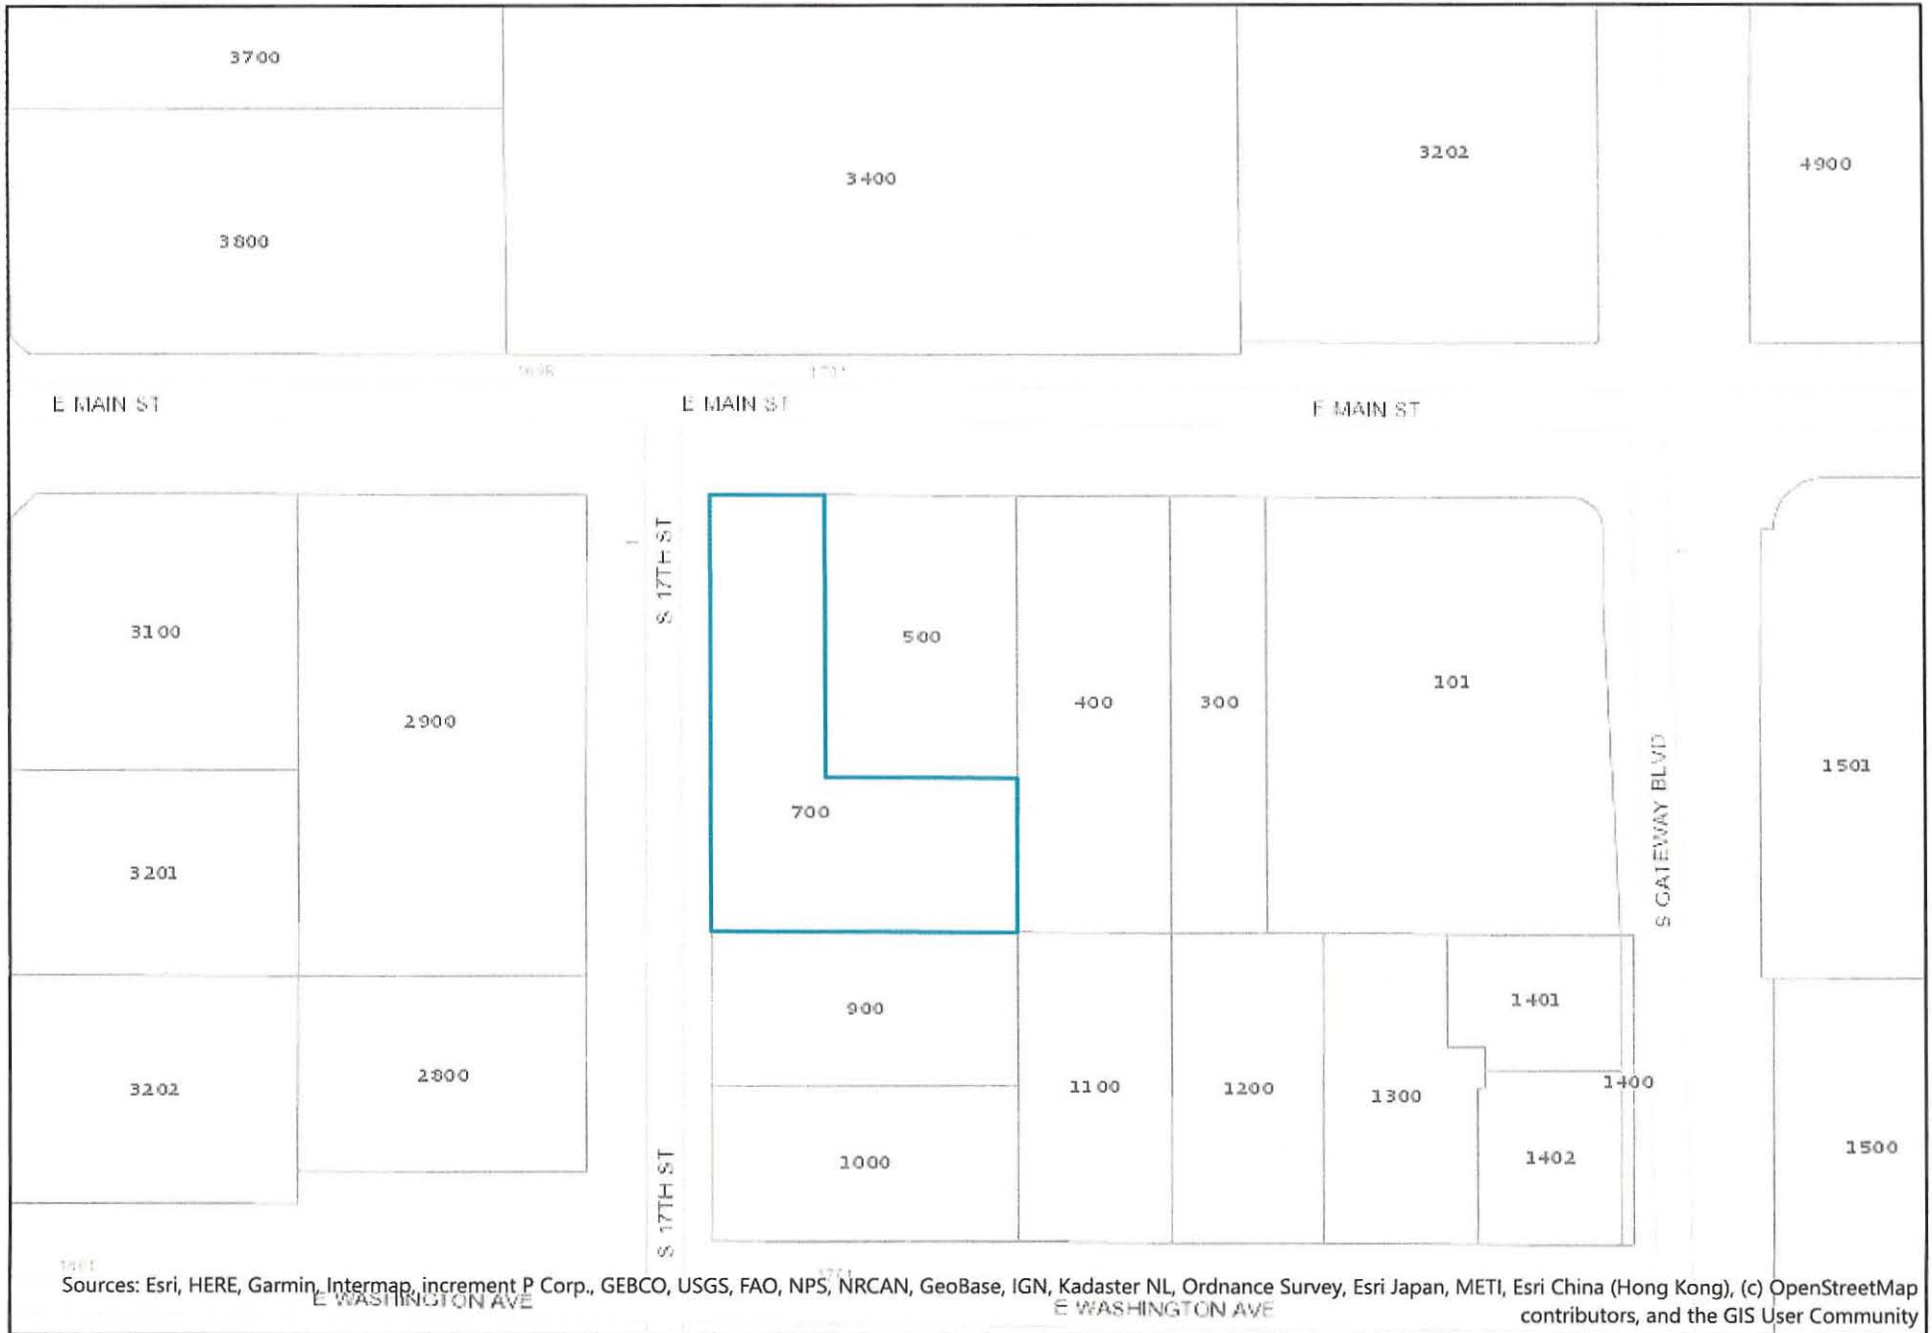 3700
3400
3202
4900
3800
1698
1701
E MAIN ST
E MAIN ST
E MAIN ST
1
S 17TH ST
3100
500
101
400
300
2900
S GATEWAY BLVD
1501
700
3201
900
1401
3202
2800
1100
1200
1300
1400
1000
1402
1500
S 17TH ST
Sources: Esri, HERE, Garmin, Intermap, increment P Corp., GEBCO, USGS, FAO, NPS, NRCAN, GeoBase, IGN, Kadaster NL, Ordnance Survey, Esri Japan, METI, Esri China (Hong Kong), (c) OpenStreetMap
E WASHINGTON AVE
E WASHINGTON AVE
contributors, and the GIS User Community